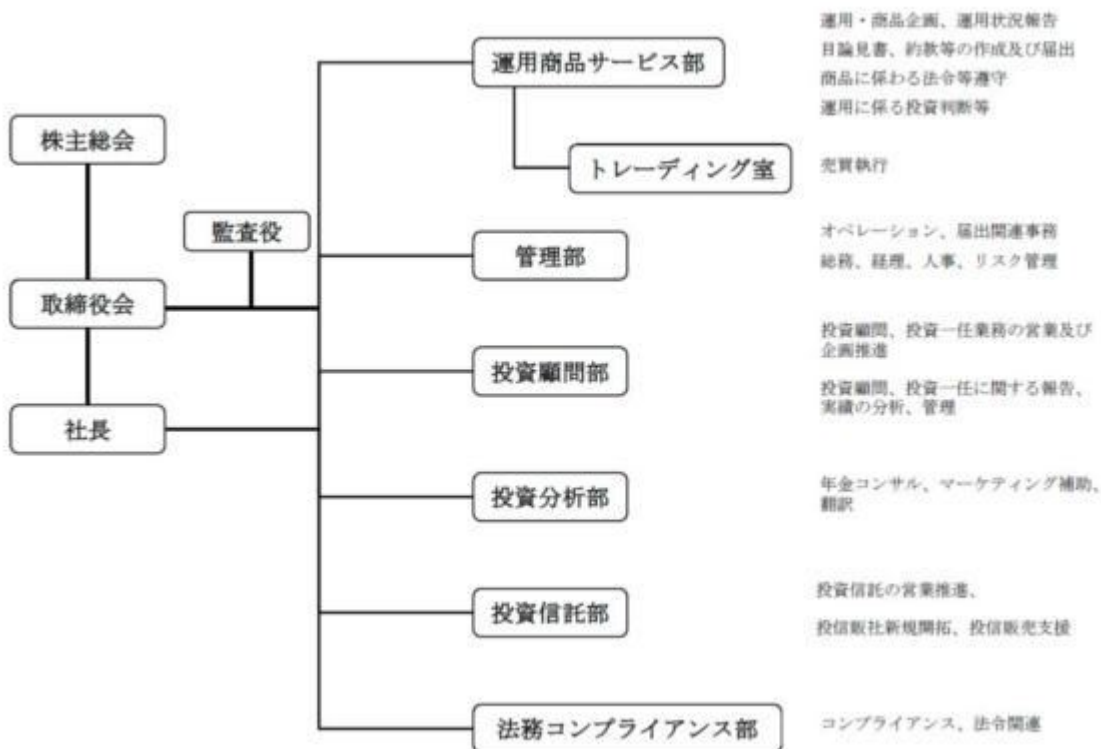 運用・商品企画、運用状況報告
運用商品サービス部
目論見書、約款等の作成及び届出
商品に係わる法令等遵守
運用に係る投資判断等
株主総会
トレーディング室
売買執行
監査役
管理部
オペレーション、届出関連事務
総務、経理、人事、リスク管理
取締役会
投資顧問部
投資顧問、投資一任業務の営業及び
企画推進
投資顧問、投資一任に関する報告、
実績の分析、管理
社長
投資分析部
年金コンサル、マーケティング補助、
翻訳
投資信託部
投資信託の営業推進、
投信販社新規開拓、投信販売支援
法務コンプライアンス部
コンプライアンス、法令関連